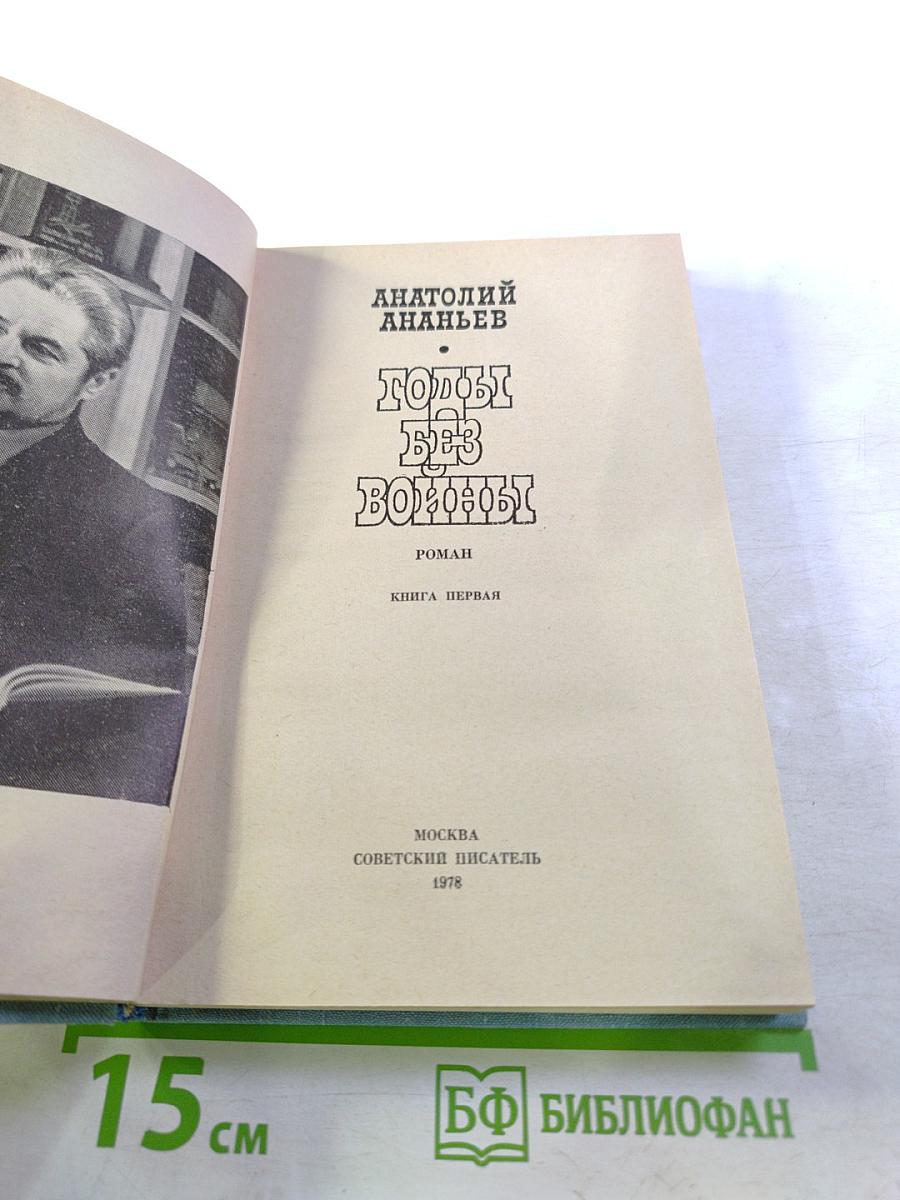 АНАТОЛИЙ
АНАНЬЕВ
•
ГОДЫ
БЕЗ
ВОЙНЫ
РОМАН
КНИГА ПЕРВАЯ
МОСКВА
СОВЕТСКИЙ ПИСАТЕЛЬ
1978
15 см
БФ БИБЛИОФАН